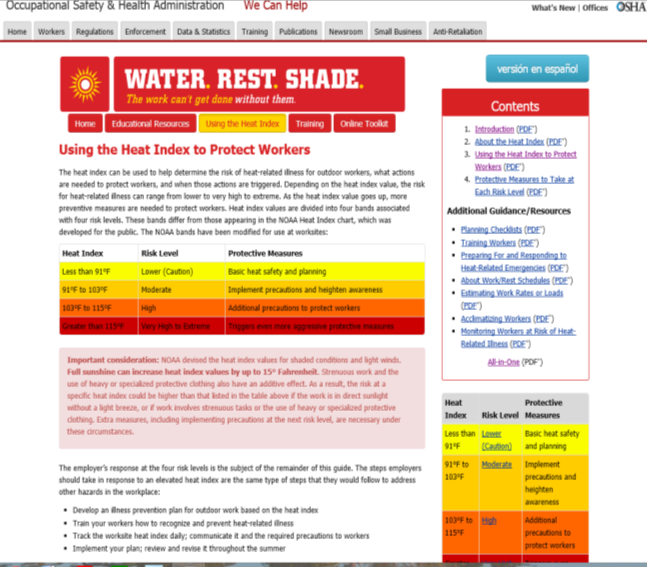 Occupational Safety & Health Administration We Can Help
What's New | Offices OSHA
Home Workers Regulations Enforcement Data & Statistics Training Publications Newsroom Small Business Anti-Retaliation
WATER. REST. SHADE.
The work can't get done without them.
Home Educational Resources Using the Heat Index Training Online Toolkit
Using the Heat Index to Protect Workers
The heat index can be used to help determine the risk of heat-related illness for outdoor workers, what actions
are needed to protect workers, and when those actions are triggered. Depending on the heat index value, the risk
for heat-related illness can range from lower to very high to extreme. As the heat index value goes up, more
preventive measures are needed to protect workers. Heat index values are divided into four bands associated
with four risk levels. These bands differ from those appearing in the NOAA Heat Index chart, which was
developed for the public. The NOAA bands have been modified for use at worksites:
Heat Index Risk Level Protective Measures
Less than 91°F Lower (Caution) Basic heat safety and planning
91°F to 103°F Moderate Implement precautions and heighten awareness
103°F to 115°F High Additional precautions to protect workers
Greater than 115°F Very High to Extreme Triggers even more aggressive protective measures
Important consideration: NOAA devised the heat index values for shaded conditions and light winds.
Full sunshine can increase heat index values by up to 15° Fahrenheit. Strenuous work and the
use of heavy or specialized protective clothing also have an additive effect. As a result, the risk at a
specific heat index could be higher than that listed in the table above if the work is in direct sunlight
without a light breeze, or if work involves strenuous tasks or the use of heavy or specialized protective
clothing. Extra measures, including implementing precautions at the next risk level, are necessary under
these circumstances.
The employer's response at the four risk levels is the subject of the remainder of this guide. The steps employers
should take in response to an elevated heat index are the same type of steps that they would follow to address
other hazards in the workplace:
• Develop an illness prevention plan for outdoor work based on the heat index
• Train your workers how to recognize and prevent heat-related illness
• Track the worksite heat index daily; communicate it and the required precautions to workers
• Implement your plan; review and revise it throughout the summer
versión en español
Contents
1. Introduction (PDF*)
2. About the Heat Index (PDF*)
3. Using the Heat Index to Protect
Workers (PDF*)
4. Protective Measures to Take at
Each Risk Level (PDF*)
Additional Guidance/Resources
• Planning Checklists (PDF*)
• Training Workers (PDF*)
• Preparing For and Responding to
Heat-Related Emergencies (PDF*)
• About Work/Rest Schedules (PDF*)
• Estimating Work Rates or Loads
(PDF*)
• Acclimatizing Workers (PDF*)
• Monitoring Workers at Risk of Heat-
Related Illness (PDF*)
All-in-One (PDF*)
Heat Protective
Index Risk Level Measures
Less than Lower Basic heat safety
91°F (Caution) and planning
91°F to Moderate Implement
103°F precautions and
heighten
awareness
103°F to High Additional
115°F precautions to
protect workers